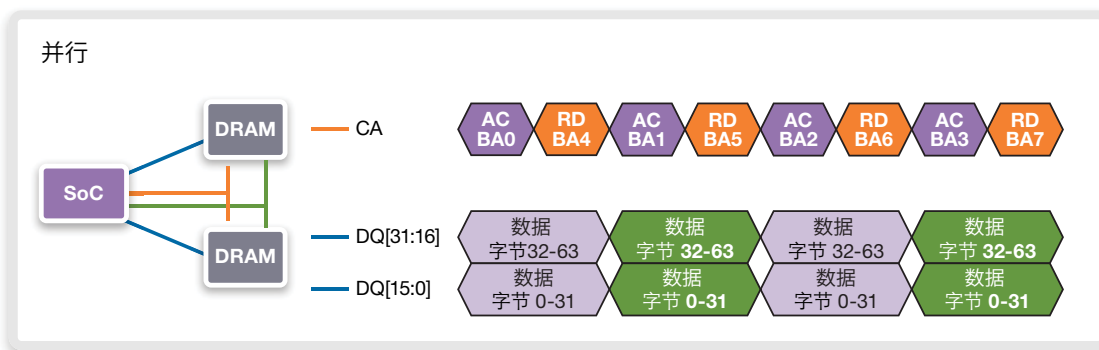 并行
DRAM
CA
AC
BA0
RD
BA4
AC
BA1
RD
BA5
AC
BA2
RD
BA6
AC
BA3
RD
BA7
SoC
DRAM
DQ[31:16]
数据
字节32-63
数据
字节 32-63
数据
字节 32-63
数据
字节 32-63
DQ[15:0]
数据
字节 0-31
数据
字节 0-31
数据
字节 0-31
数据
字节 0-31